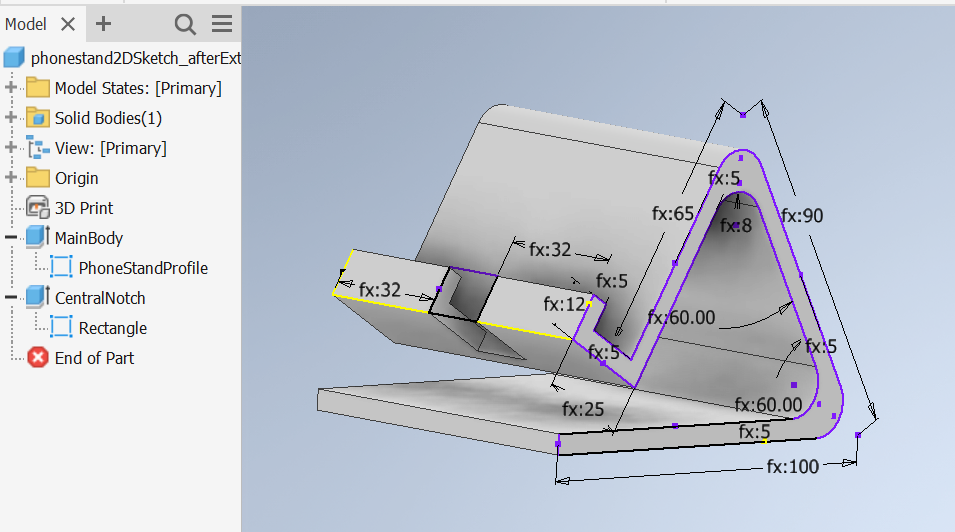 Model
phonestand2DSketch_afterExt
Model States: [Primary]
Solid Bodies(1)
View: [Primary]
Origin
3D Print
MainBody
PhoneStandProfile
CentralNotch
Rectangle
End of Part
fx:5
fx:65
fx:90
fx:8
fx:32
fx:32
fx:5
fx:12
fx:60.00
fx:5
fx:5
fx:25
fx:60.00
fx:5
fx:100